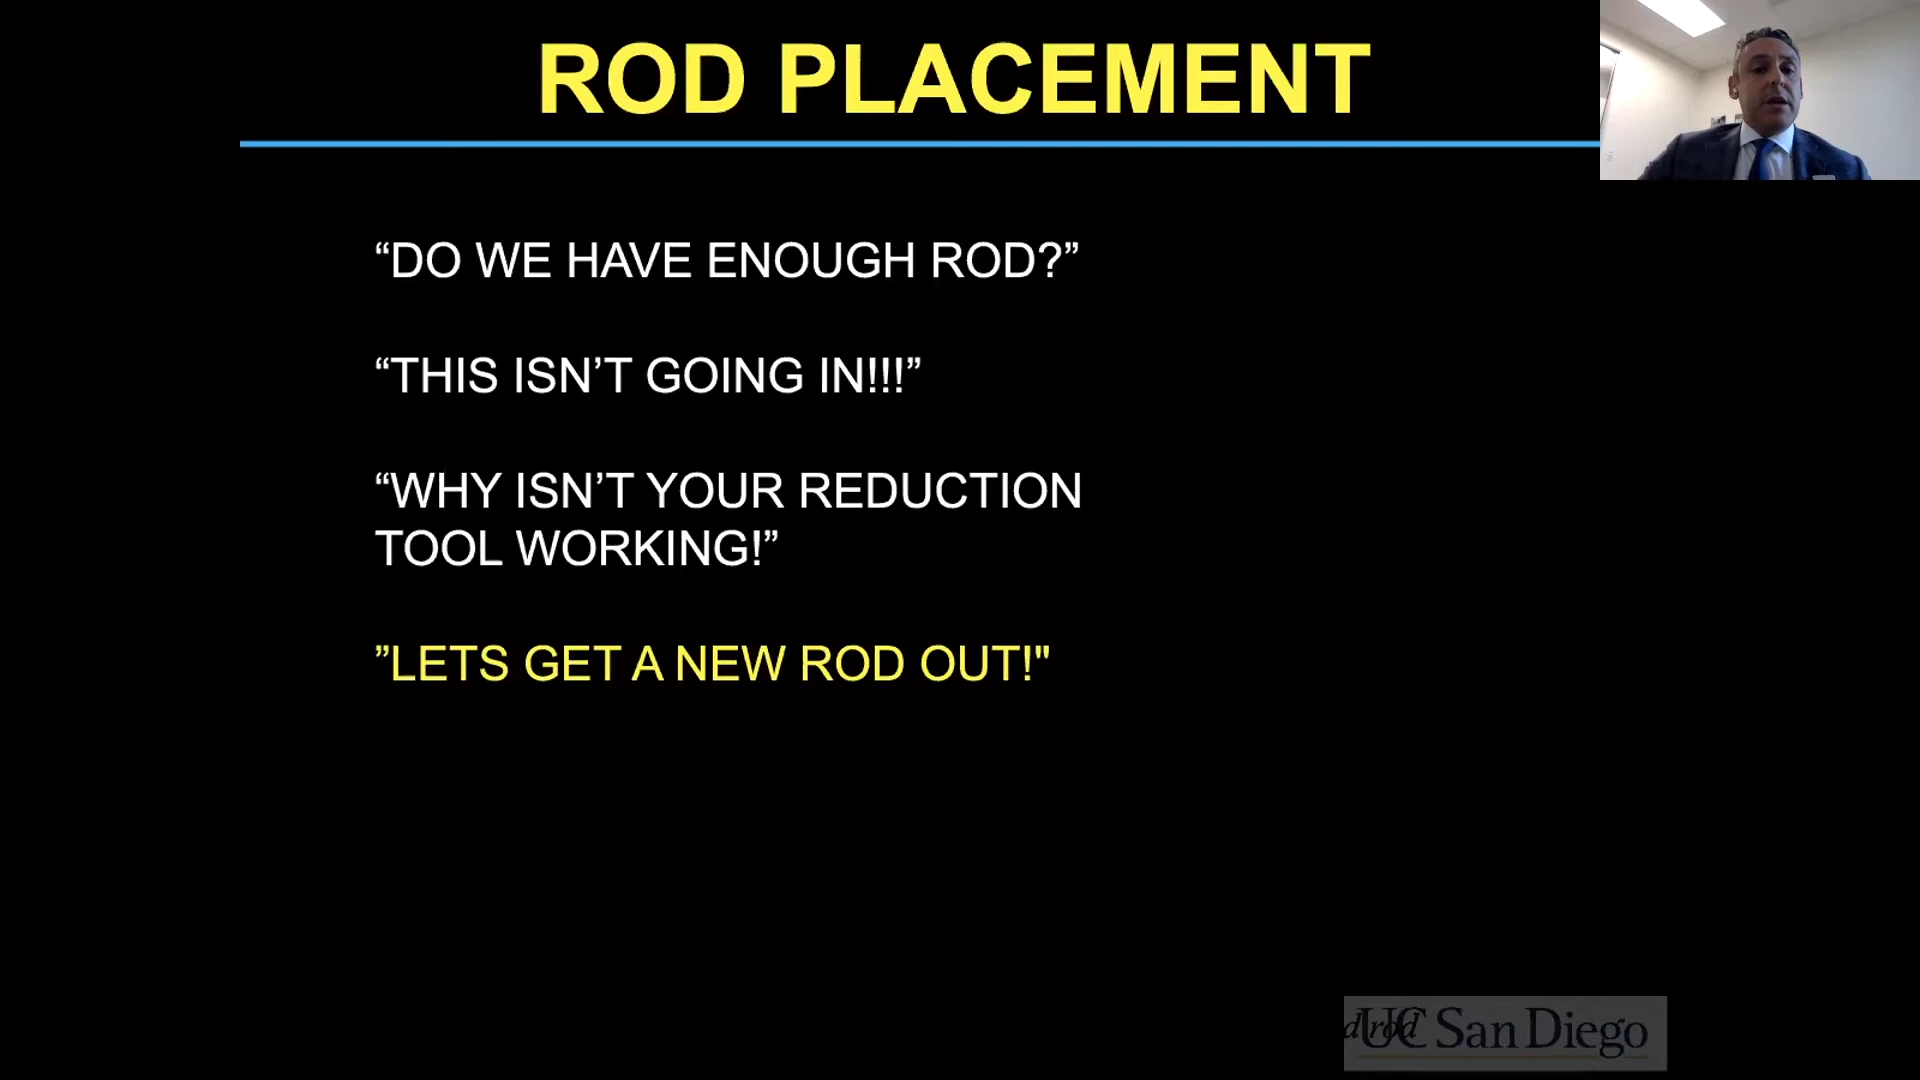 ROD PLACEMENT
“DO WE HAVE ENOUGH ROD?”
“THIS ISN’T GOING IN!!!”
“WHY ISN’T YOUR REDUCTION
TOOL WORKING!”
”LETS GET A NEW ROD OUT!"
d rod
UC San Diego